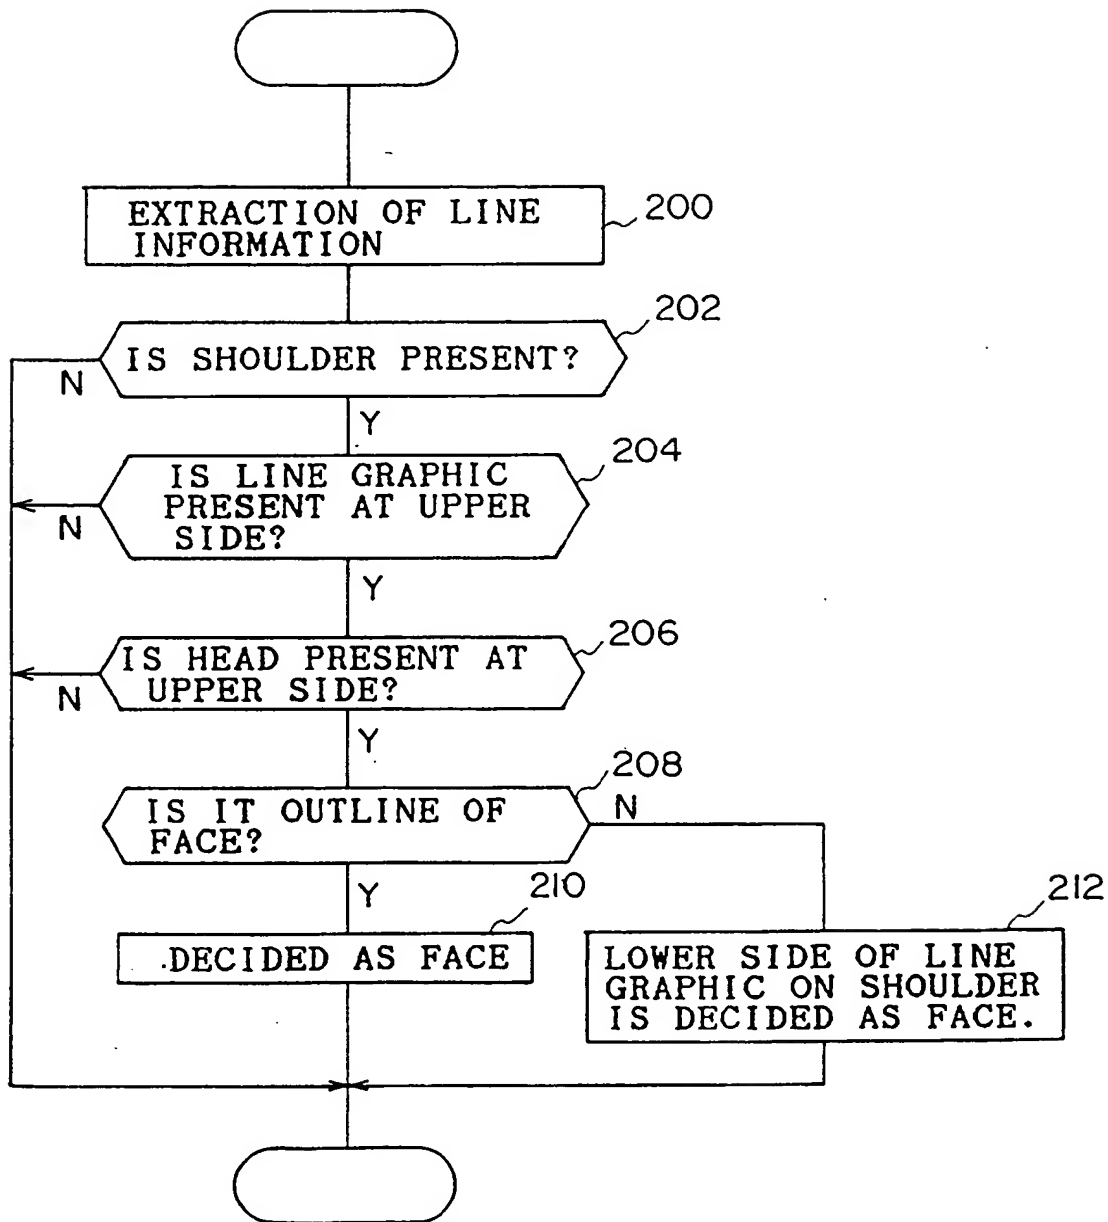 EXTRACTION OF LINE
INFORMATION
200
202
IS SHOULDER PRESENT?
N
Y
204
IS LINE GRAPHIC
PRESENT AT UPPER
SIDE?
N
Y
206
IS HEAD PRESENT AT
UPPER SIDE?
N
Y
208
IS IT OUTLINE OF
FACE?
N
Y
210
DECIDED AS FACE
212
LOWER SIDE OF LINE
GRAPHIC ON SHOULDER
IS DECIDED AS FACE.